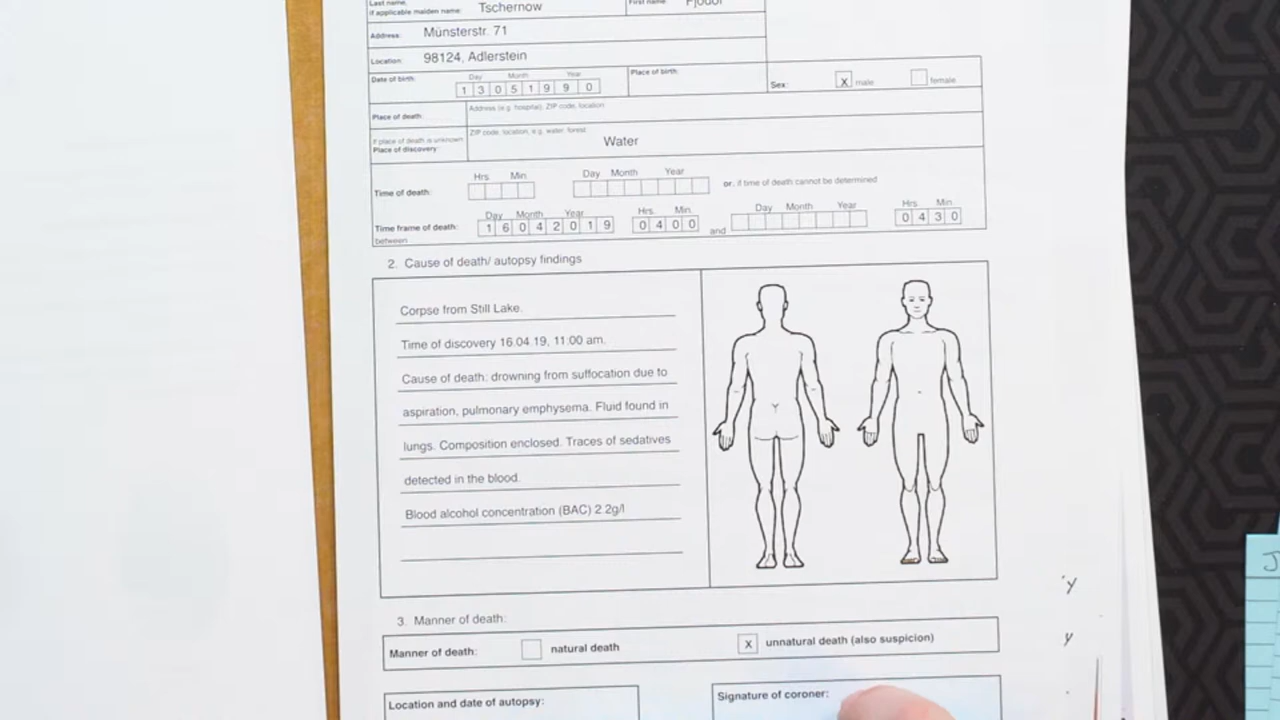 Last name,
if applicable maiden name: Tschernow
First name: Fjodor
Address: Münsterstr. 71
Location: 98124, Adlerstein
Date of birth: Day Month Year
1 3 0 5 1 9 9 0
Place of birth:
Sex: X male female
Place of death: Address (e.g. hospital), ZIP code, location
If place of death is unknown
Place of discovery: ZIP code, location, e.g. water, forest
Water
Time of death: Hrs. Min. Day Month Year or, if time of death cannot be determined
Time frame of death: Day Month Year Hrs. Min. Day Month Year Hrs. Min.
between 1 6 0 4 2 0 1 9 0 4 0 0 and 0 4 3 0
2. Cause of death/ autopsy findings
Corpse from Still Lake.
Time of discovery 16.04.19, 11:00 am.
Cause of death: drowning from suffocation due to
aspiration, pulmonary emphysema. Fluid found in
lungs. Composition enclosed. Traces of sedatives
detected in the blood.
Blood alcohol concentration (BAC) 2.2g/l
3. Manner of death:
Manner of death: natural death X unnatural death (also suspicion)
Location and date of autopsy:
Signature of coroner:
y
y
J